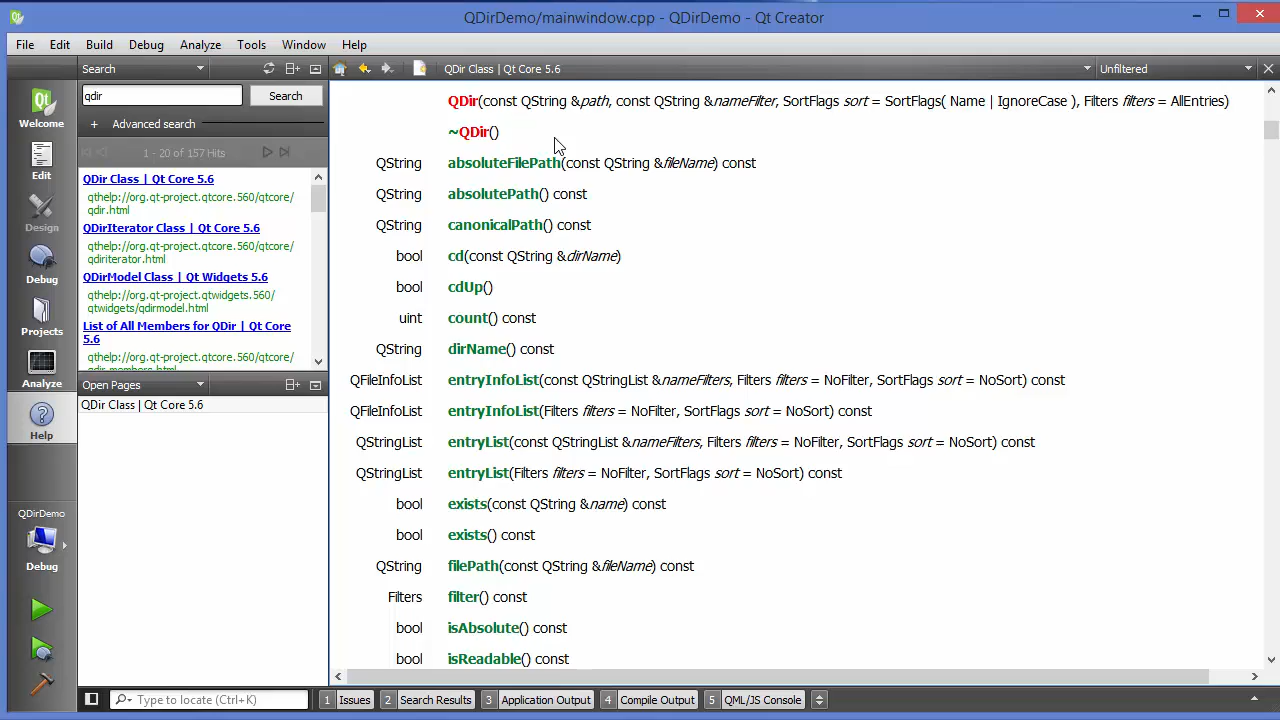 QDirDemo/mainwindow.cpp - QDirDemo - Qt Creator
File Edit Build Debug Analyze Tools Window Help
Search
QDir Class | Qt Core 5.6
Unfiltered
Welcome
Edit
Design
Debug
Projects
Analyze
Help
QDirDemo
Debug
qdir
Search
+ Advanced search
1 - 20 of 157 Hits
QDir Class | Qt Core 5.6
qthelp://org.qt-project.qtcore.560/qtcore/
qdir.html
QDirIterator Class | Qt Core 5.6
qthelp://org.qt-project.qtcore.560/qtcore/
qdiriterator.html
QDirModel Class | Qt Widgets 5.6
qthelp://org.qt-project.qtwidgets.560/
qtwidgets/qdirmodel.html
List of All Members for QDir | Qt Core
5.6
qthelp://org.qt-project.qtcore.560/qtcore/
Open Pages
QDir Class | Qt Core 5.6
QDir(const QString &path, const QString &nameFilter, SortFlags sort = SortFlags( Name | IgnoreCase ), Filters filters = AllEntries)
~QDir()
QString absoluteFilePath(const QString &fileName) const
QString absolutePath() const
QString canonicalPath() const
bool cd(const QString &dirName)
bool cdUp()
uint count() const
QString dirName() const
QFileInfoList entryInfoList(const QStringList &nameFilters, Filters filters = NoFilter, SortFlags sort = NoSort) const
QFileInfoList entryInfoList(Filters filters = NoFilter, SortFlags sort = NoSort) const
QStringList entryList(const QStringList &nameFilters, Filters filters = NoFilter, SortFlags sort = NoSort) const
QStringList entryList(Filters filters = NoFilter, SortFlags sort = NoSort) const
bool exists(const QString &name) const
bool exists() const
QString filePath(const QString &fileName) const
Filters filter() const
bool isAbsolute() const
bool isReadable() const
Type to locate (Ctrl+K)
1 Issues
2 Search Results
3 Application Output
4 Compile Output
5 QML/JS Console